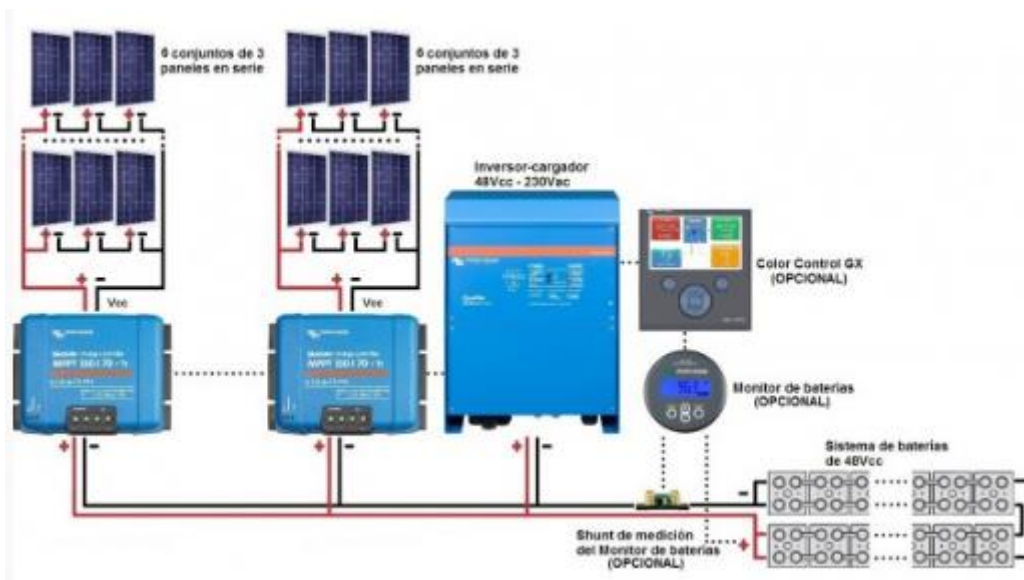 6 conjuntos de 3
paneles en serie
6 conjuntos de 3
paneles en serie
Inversor-cargador
48Vcc - 230Vac
Color Control GX
(OPCIONAL)
Vcc
Vcc
Monitor de baterías
(OPCIONAL)
Sistema de baterías
de 48Vcc
Shunt de medición
del Monitor de baterías
(OPCIONAL)